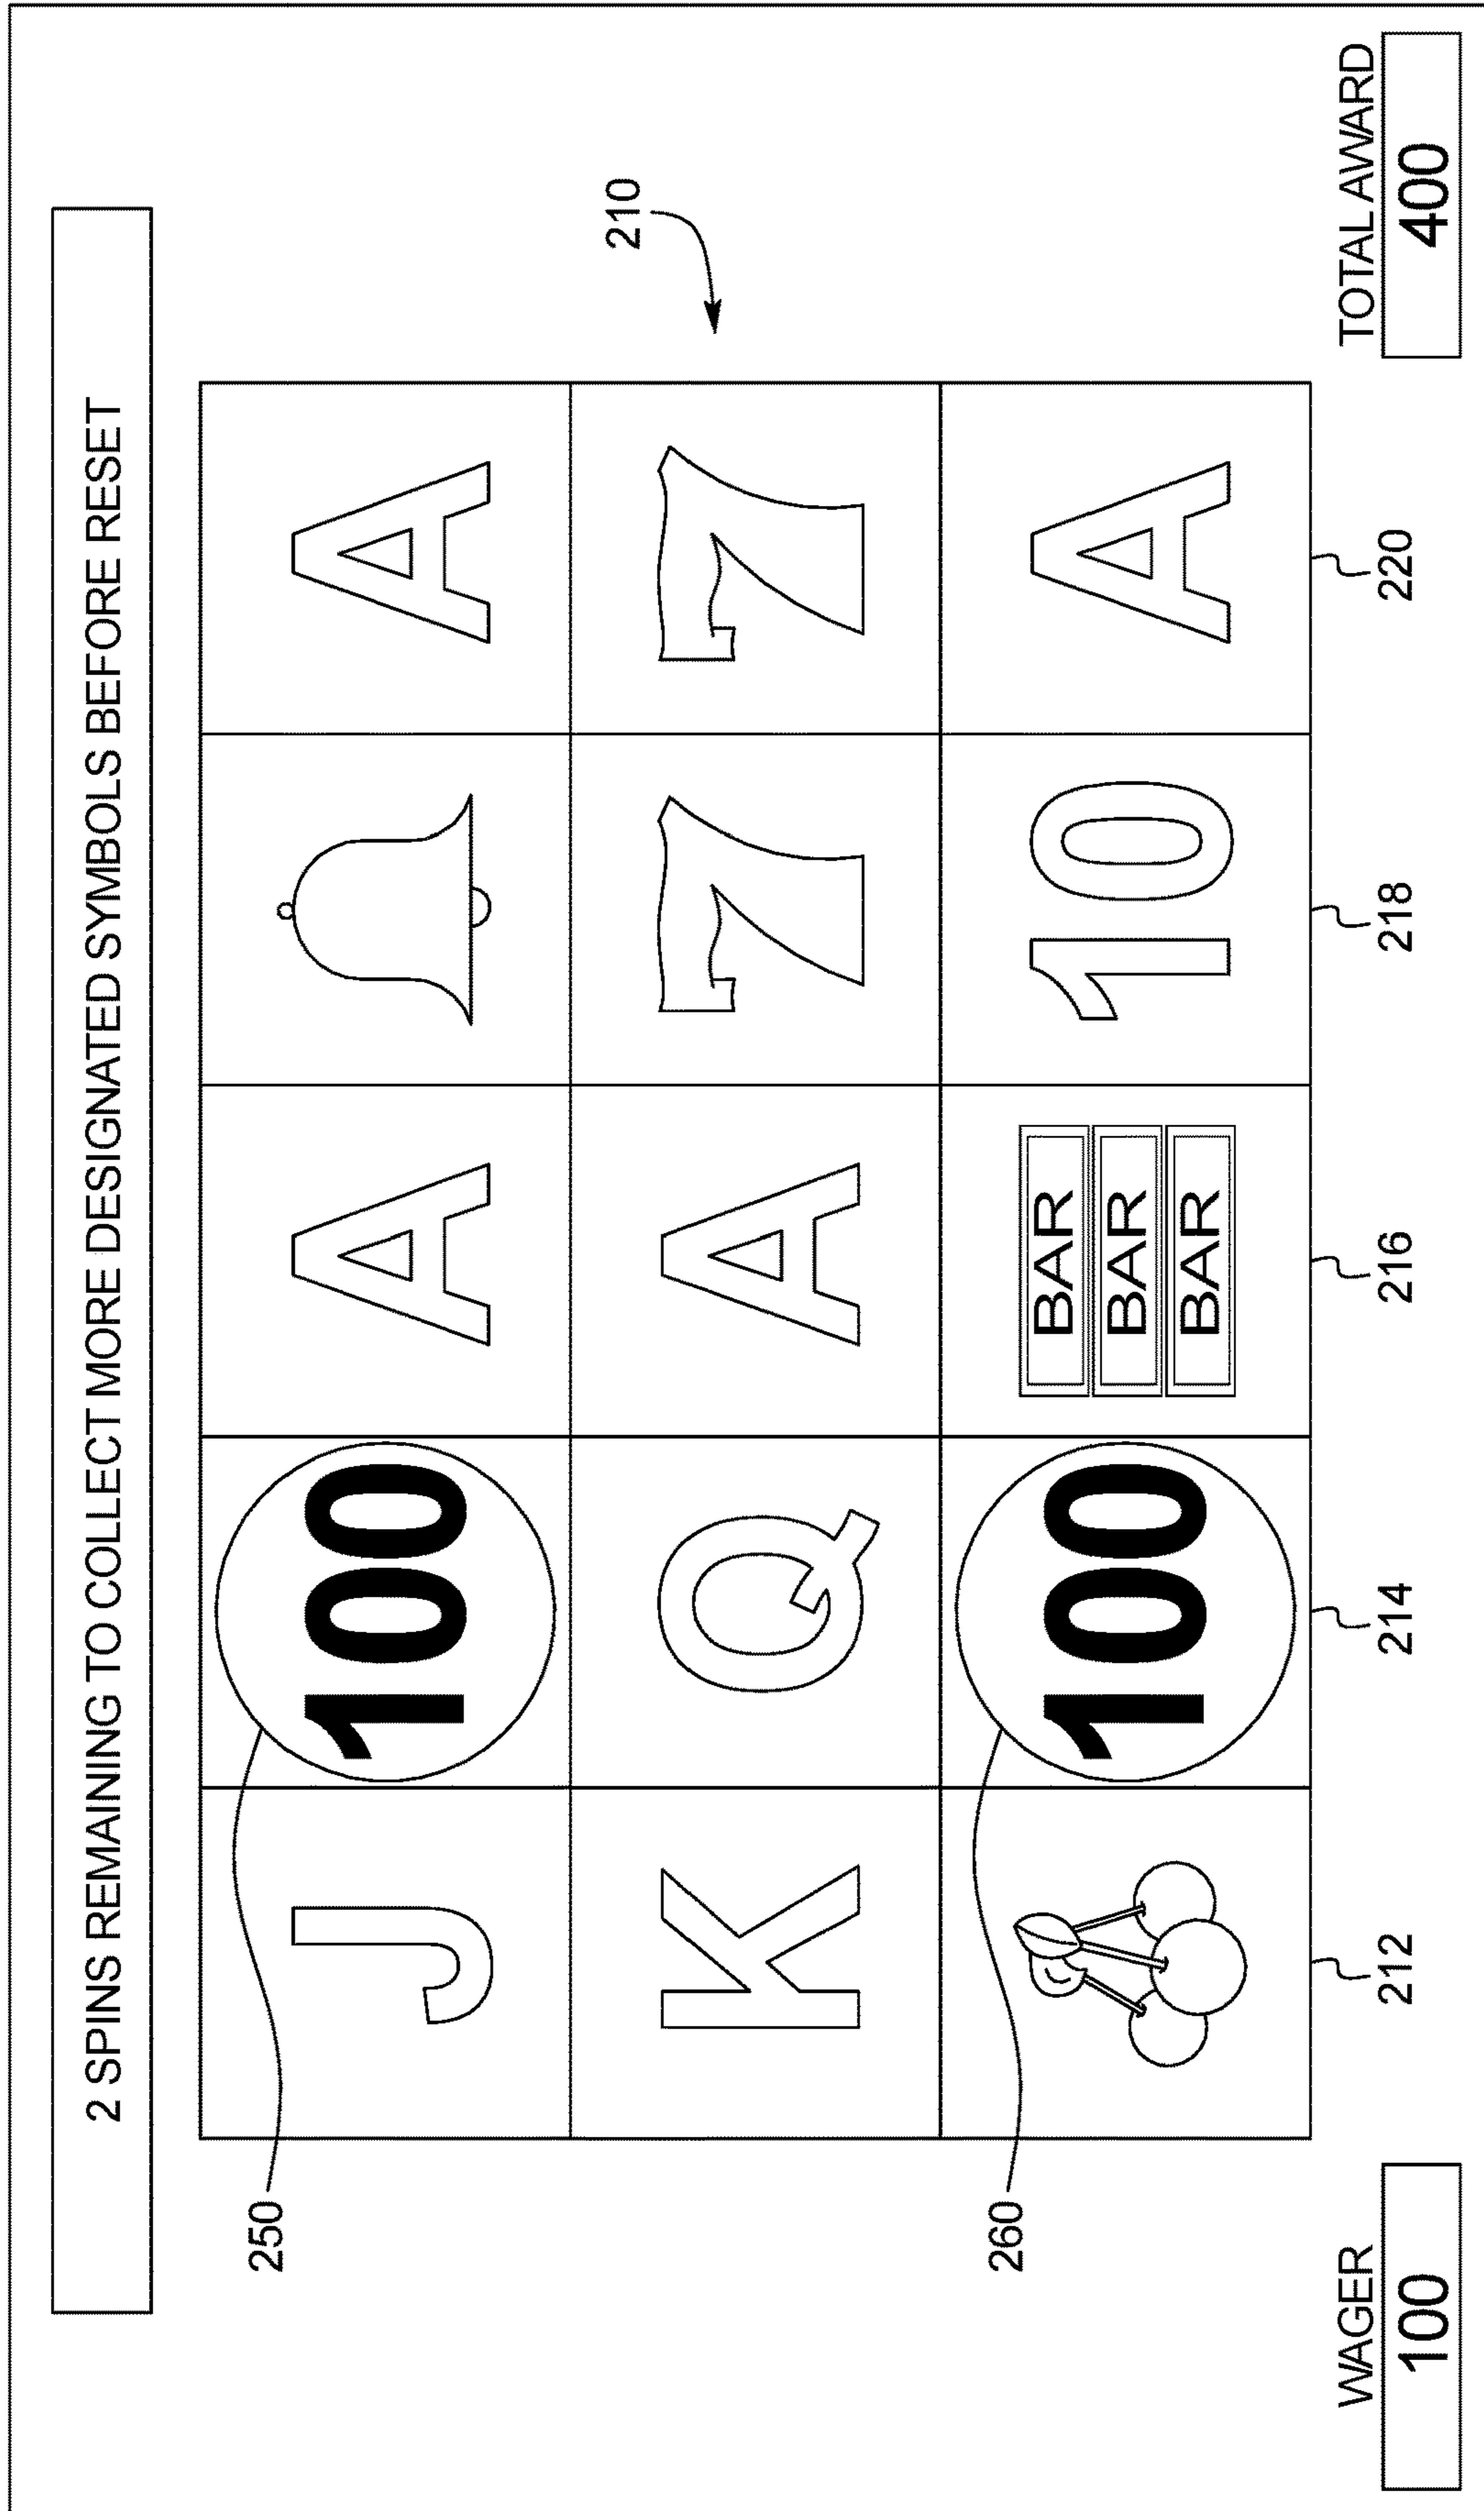 2 SPINS REMAINING TO COLLECT MORE DESIGNATED SYMBOLS BEFORE RESET
250
J 100 A A
210
K Q A 7 7
260
100 BAR 10 A
BAR
BAR
212 214 216 218 220
WAGER TOTAL AWARD
100 400